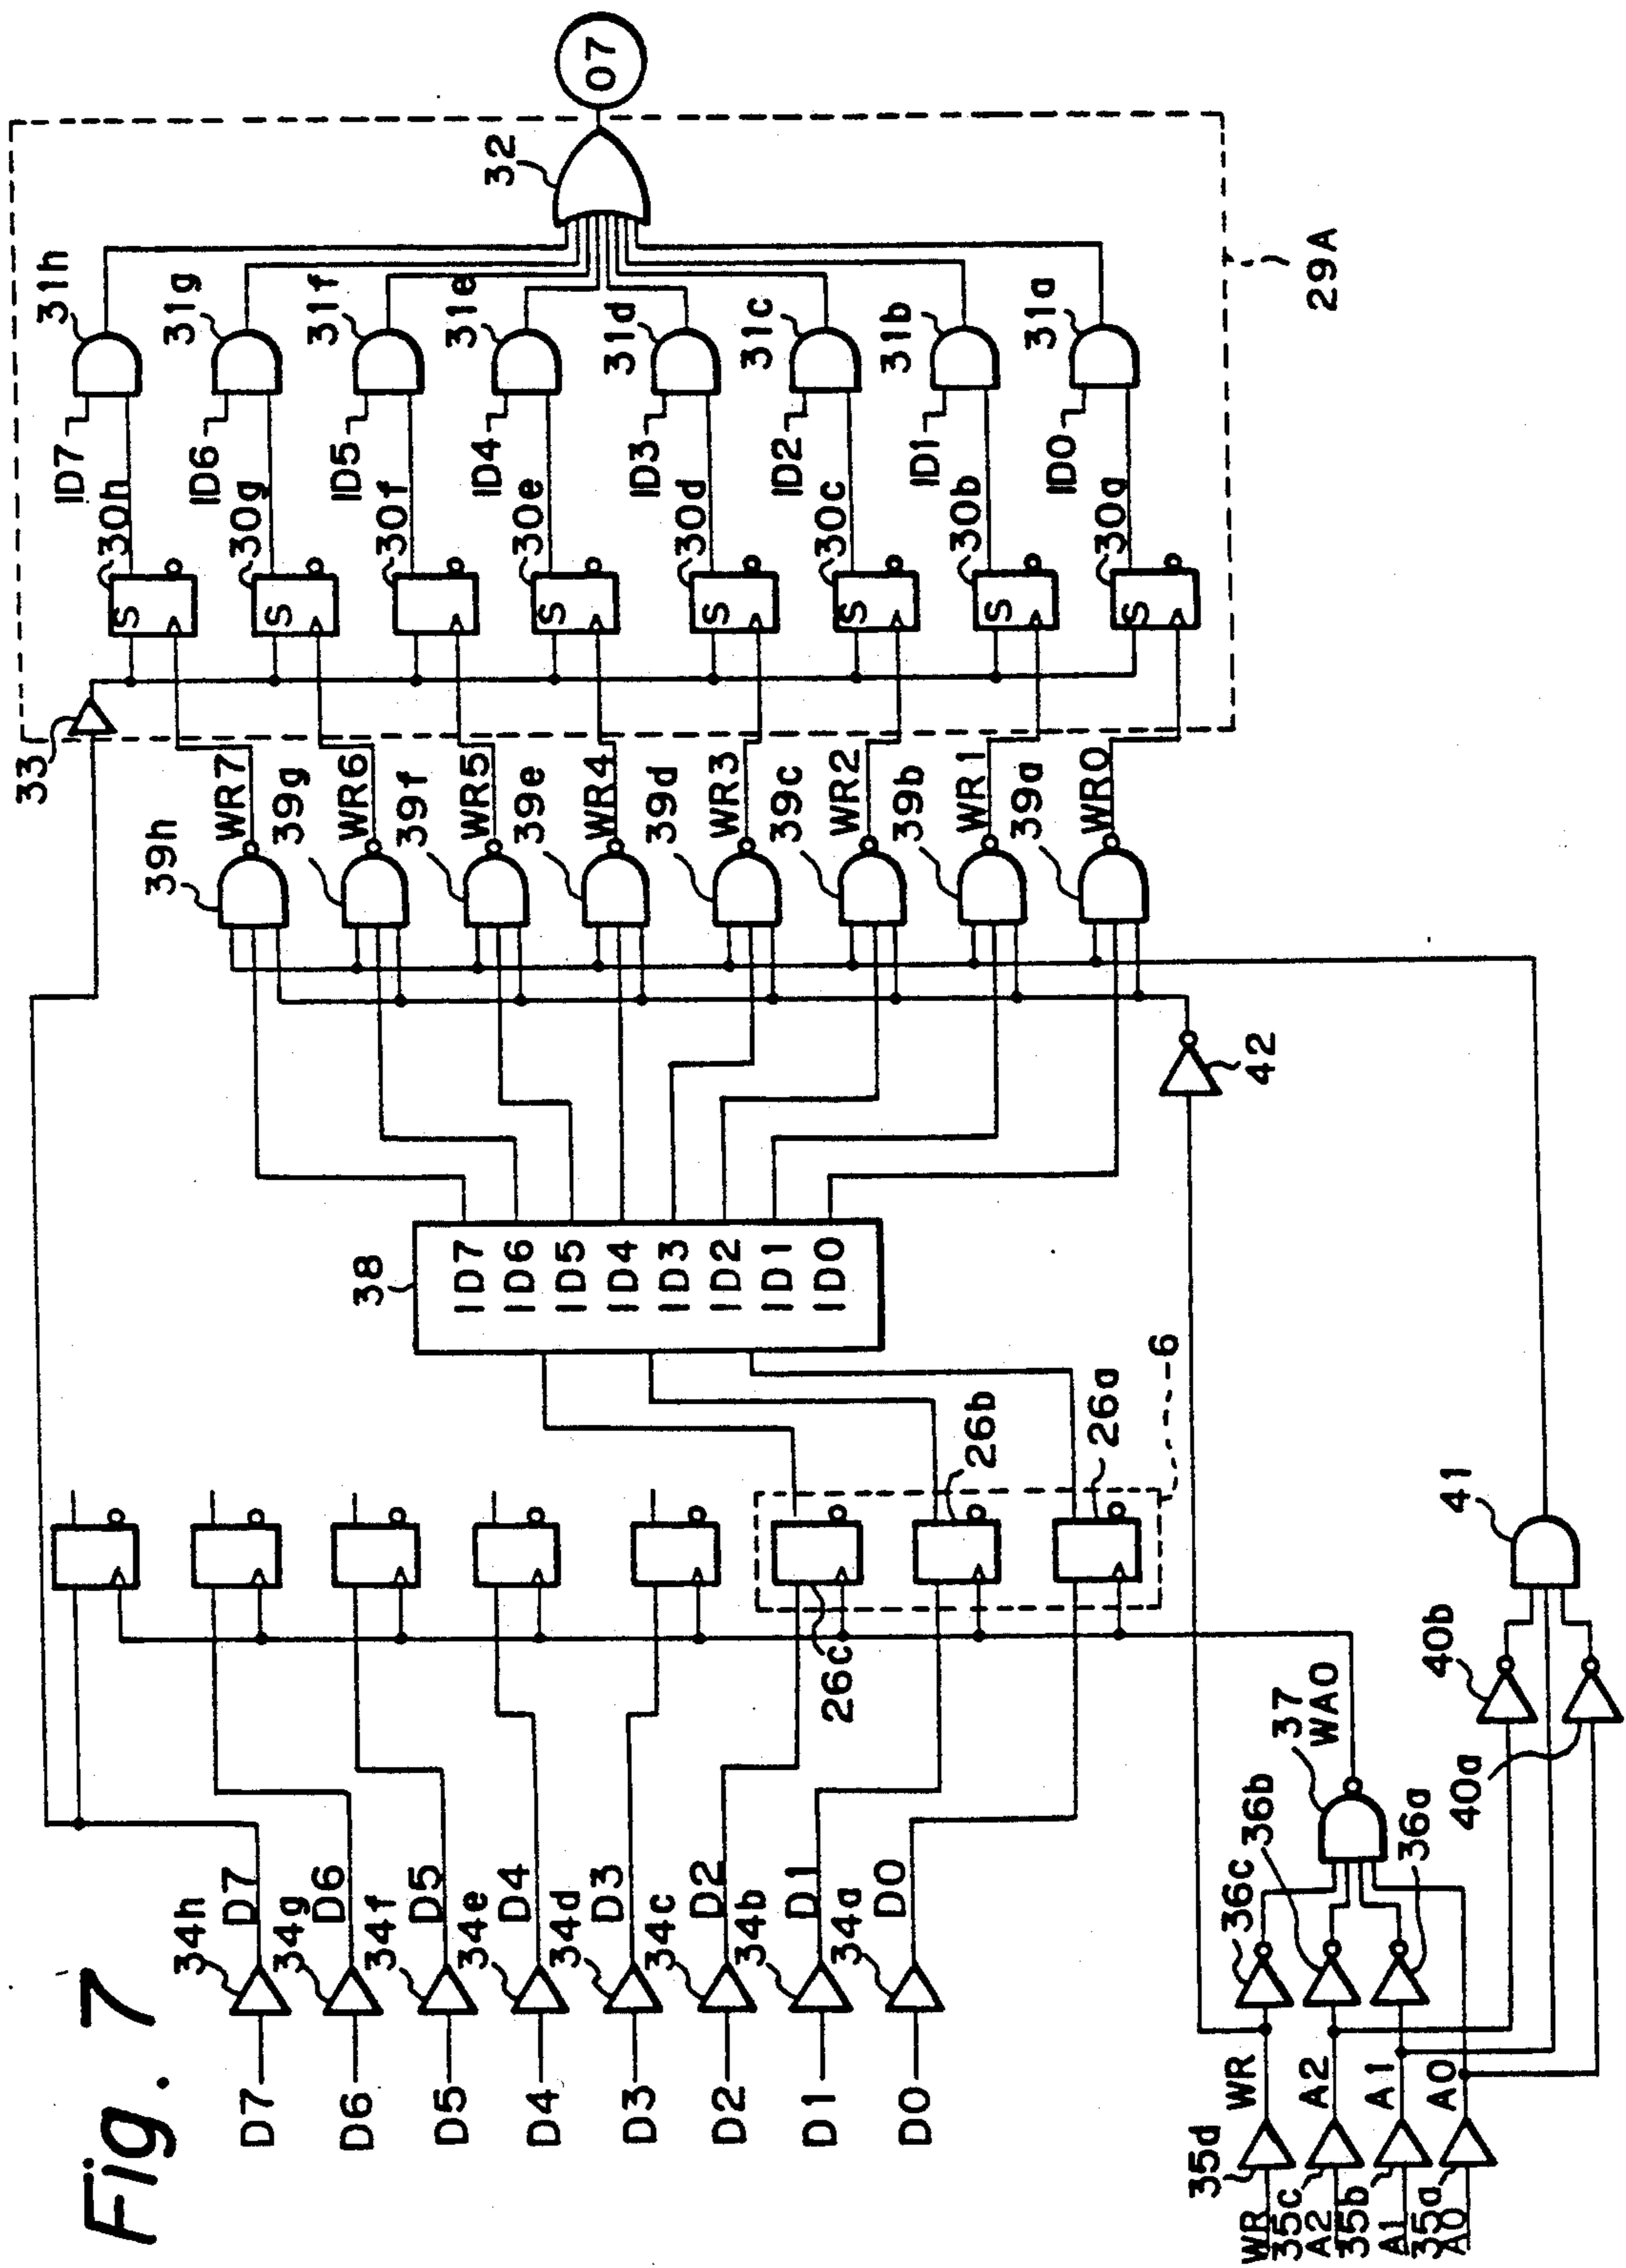 Fig. 7
07
32
29A
31h
31g
31f
31e
31d
31c
31b
31a
ID7
ID6
ID5
ID4
ID3
ID2
ID1
ID0
30h
30g
30f
30e
30d
30c
30b
30a
S
S
S
S
S
S
S
33
WR7
WR6
WR5
WR4
WR3
WR2
WR1
WR0
39h
39g
39f
39e
39d
39c
39b
39a
42
38
ID7
ID6
ID5
ID4
ID3
ID2
ID1
ID0
6
26c
26b
26a
41
40b
40a
37
WA0
36c
36b
36a
34h
34g
34f
34e
34d
34c
34b
34a
D7
D6
D5
D4
D3
D2
D1
D0
D7
D6
D5
D4
D3
D2
D1
D0
WR
A2
A1
A0
35d
35c
35b
35a
WR
A2
A1
A0